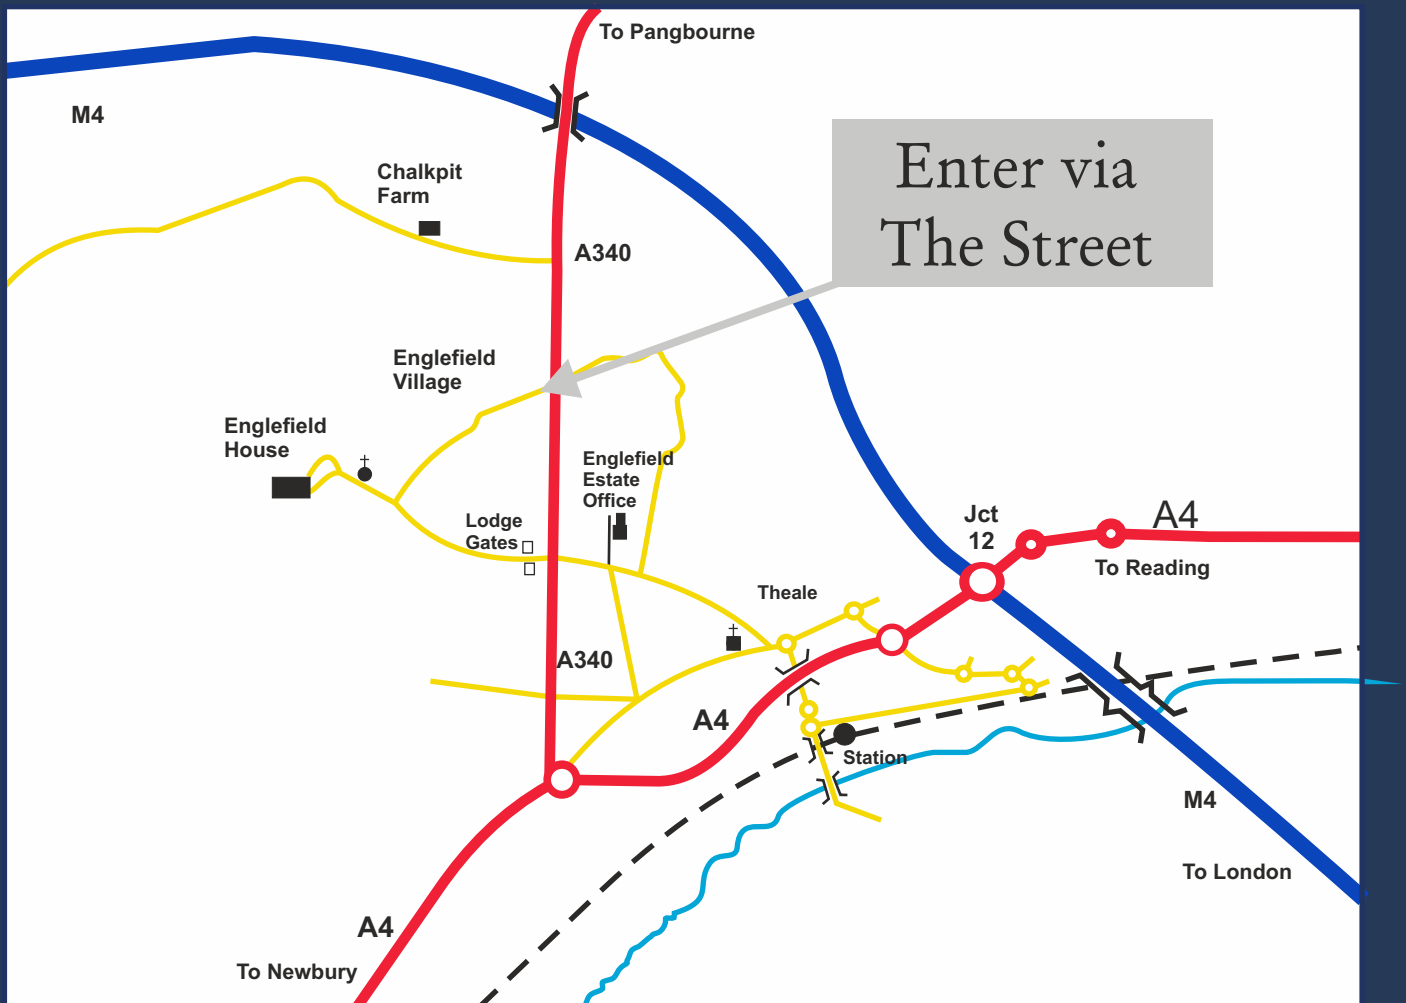 To Pangbourne
M4
Enter via
The Street
Chalkpit
Farm
A340
Englefield
Village
Englefield
House
Englefield
Estate
Office
Lodge
Gates
Jct
12
A4
To Reading
Theale
A340
A4
Station
M4
To London
A4
To Newbury